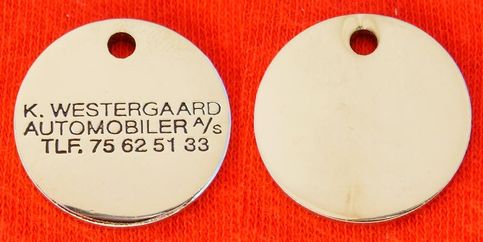 K. WESTERGAARD
AUTOMOBILER A/s
TLF. 75 62 51 33